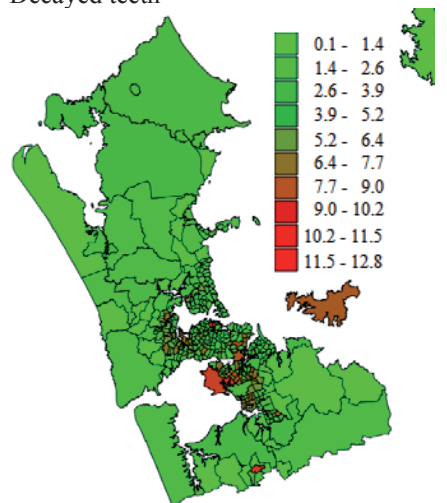 Decayed teeth
0.1 - 1.4
1.4 - 2.6
2.6 - 3.9
3.9 - 5.2
5.2 - 6.4
6.4 - 7.7
7.7 - 9.0
9.0 - 10.2
10.2 - 11.5
11.5 - 12.8